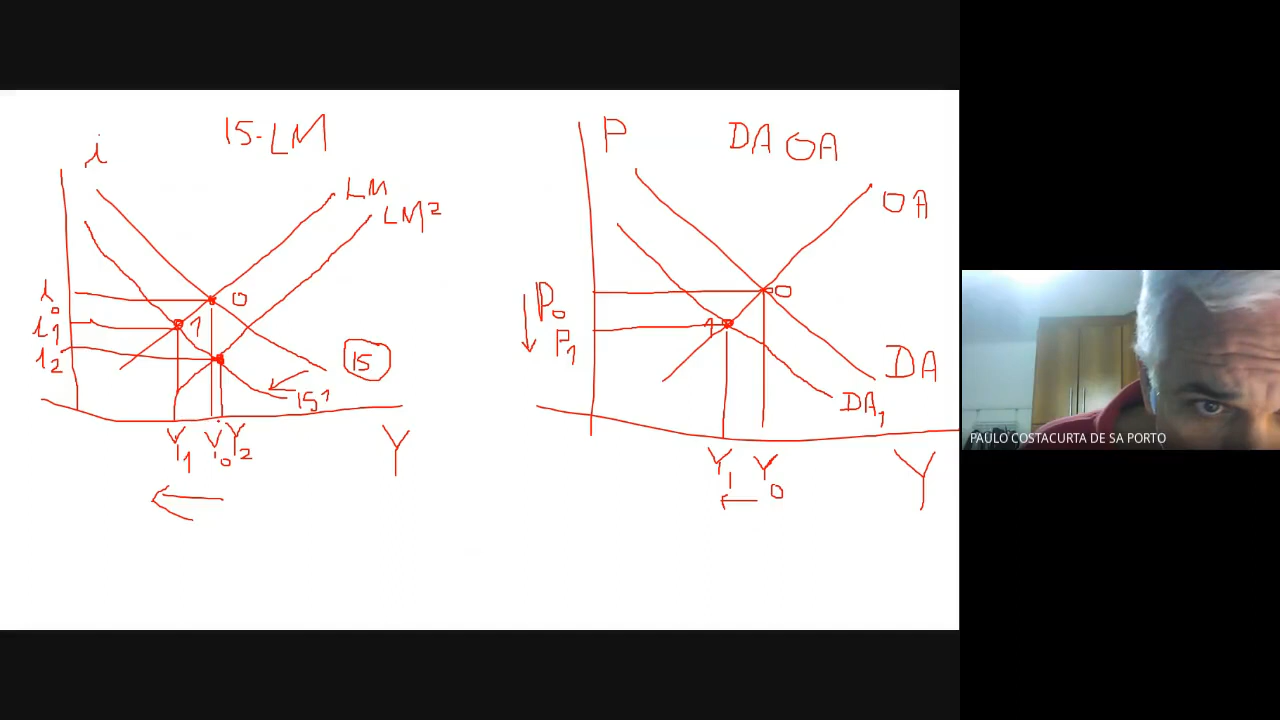 IS-LM
i
LM
LM2
i0
0
i1
1
i2
IS
IS1
Y1
Y0
Y2
Y
DA OA
P
OA
P0
0
P1
1
DA
DA1
Y1
Y0
Y
PAULO COSTACURTA DE SA PORTO